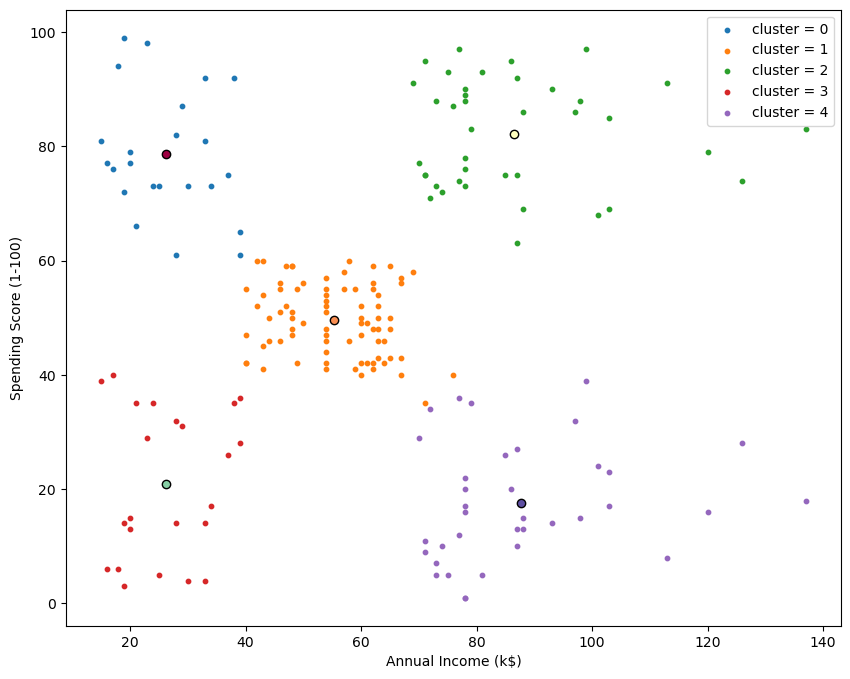 cluster = 0
cluster = 1
cluster = 2
cluster = 3
cluster = 4
100
80
60
40
20
0
Spending Score (1-100)
20 40 60 80 100 120 140
Annual Income (k$)